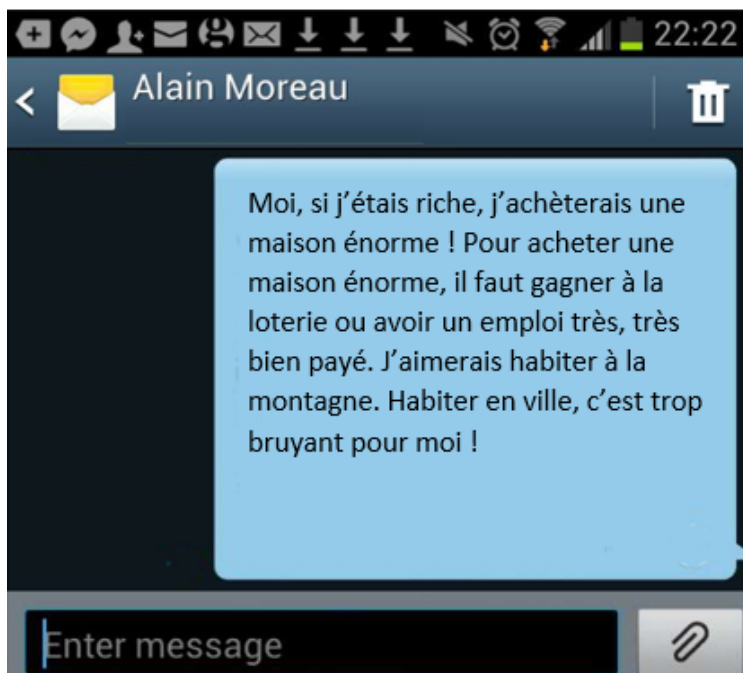 22:22
Alain Moreau
Moi, si j’étais riche, j’achèterais une
maison énorme ! Pour acheter une
maison énorme, il faut gagner à la
loterie ou avoir un emploi très, très
bien payé. J’aimerais habiter à la
montagne. Habiter en ville, c’est trop
bruyant pour moi !
Enter message